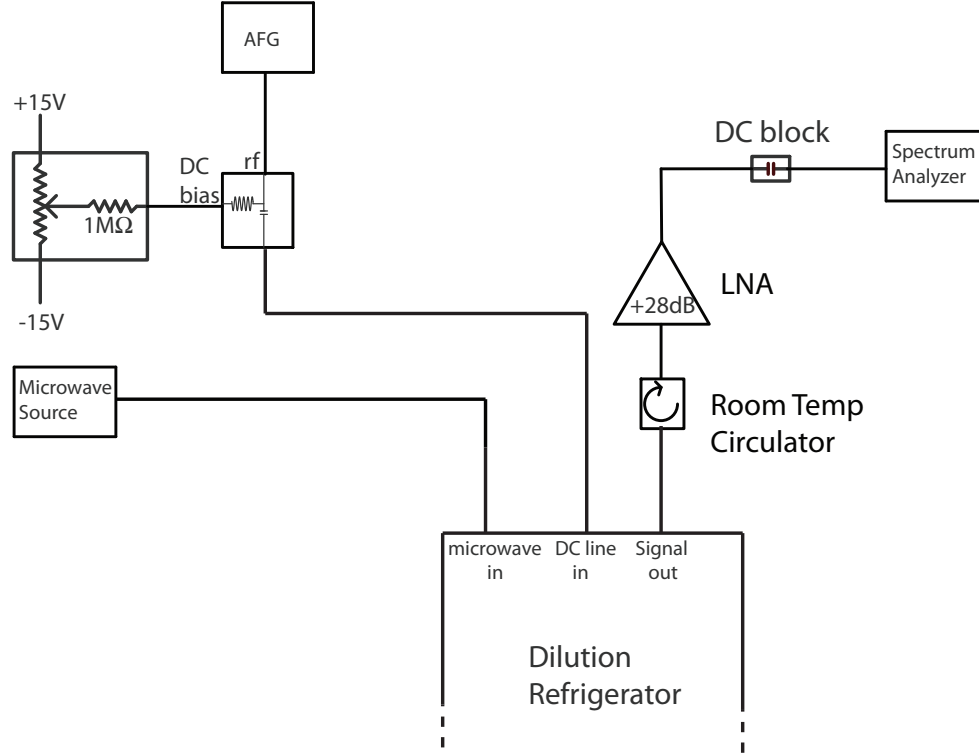 AFG
+15V
DC
bias
rf
1MΩ
-15V
DC block
Spectrum
Analyzer
LNA
+28dB
Microwave
Source
Room Temp
Circulator
microwave
in
DC line
in
Signal
out
Dilution
Refrigerator